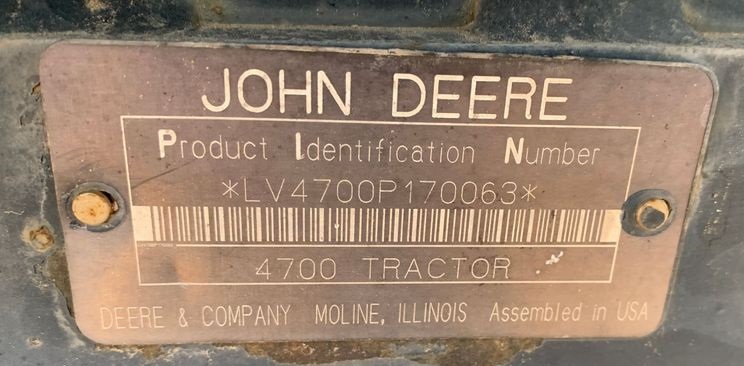 JOHN DEERE
Product Identification Number
*LV4700P170063*
4700 TRACTOR
DEERE & COMPANY MOLINE, ILLINOIS Assembled in USA